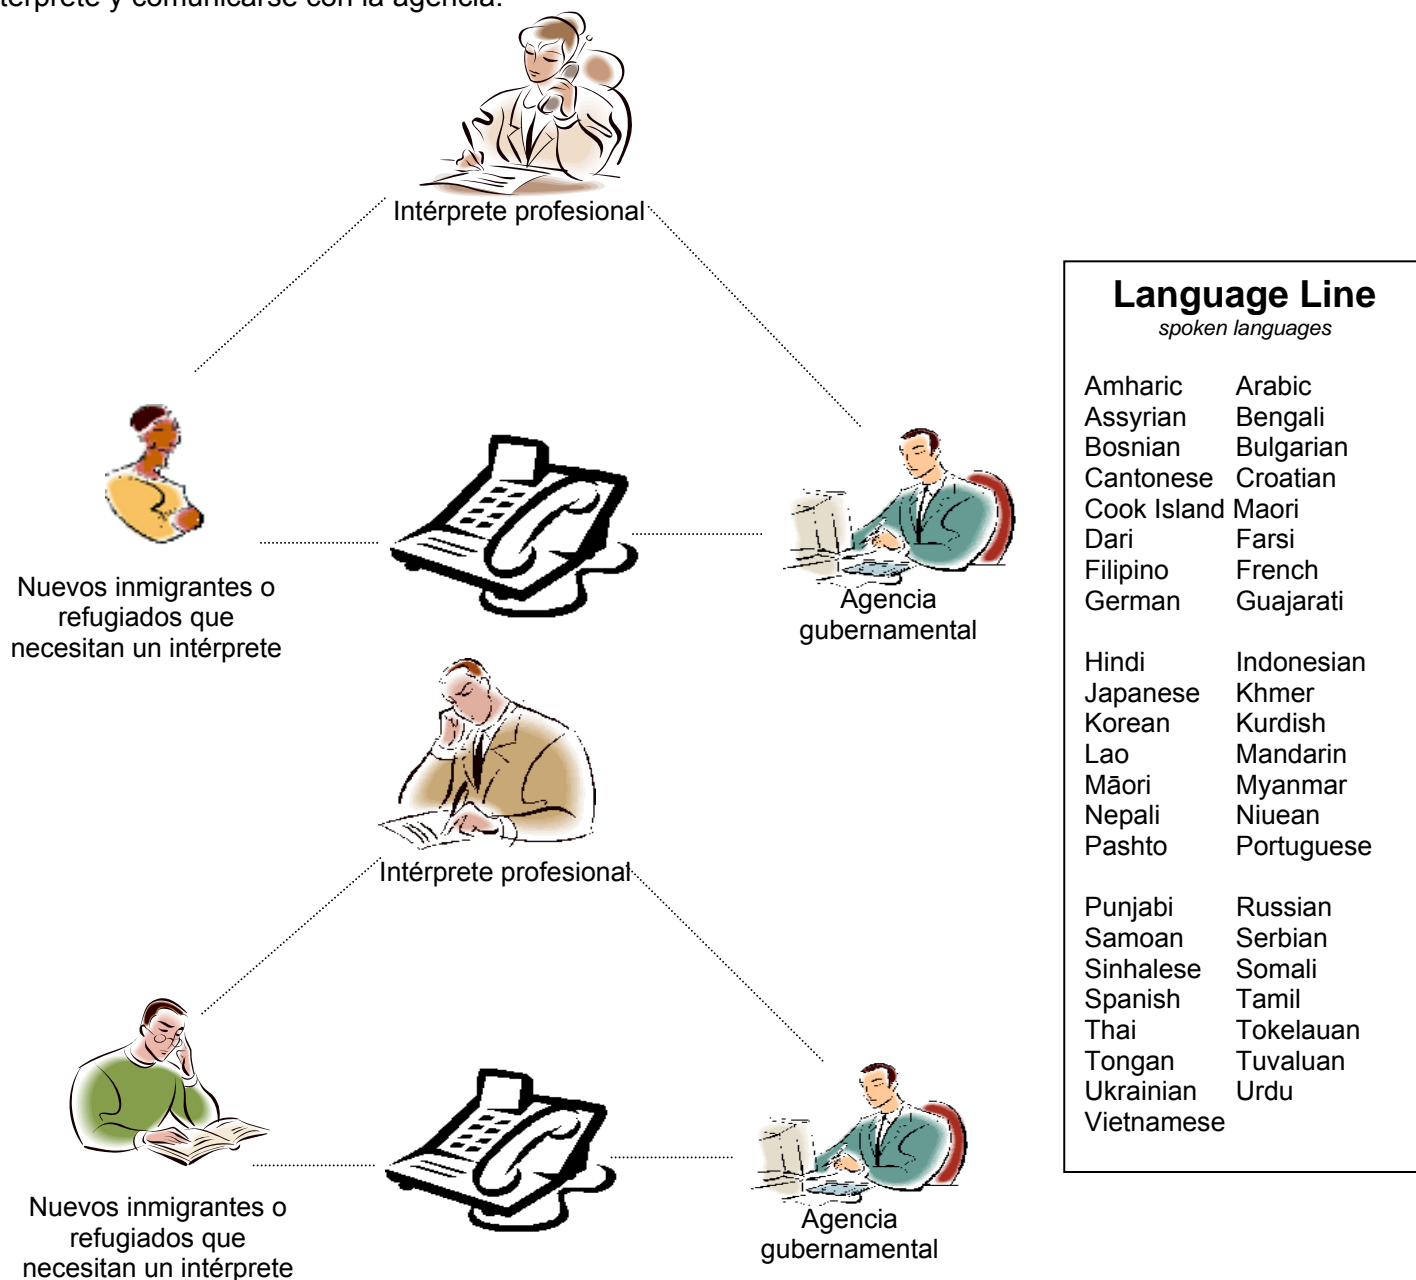 térprete y comunicarse con la agencia.
Intérprete profesional
Nuevos inmigrantes o
refugiados que
necesitan un intérprete
Agencia
gubernamental
Intérprete profesional
Nuevos inmigrantes o
refugiados que
necesitan un intérprete
Agencia
gubernamental
Language Line
spoken languages
Amharic Arabic
Assyrian Bengali
Bosnian Bulgarian
Cantonese Croatian
Cook Island Maori
Dari Farsi
Filipino French
German Guajarati
Hindi Indonesian
Japanese Khmer
Korean Kurdish
Lao Mandarin
Māori Myanmar
Nepali Niuean
Pashto Portuguese
Punjabi Russian
Samoan Serbian
Sinhalese Somali
Spanish Tamil
Thai Tokelauan
Tongan Tuvaluan
Ukrainian Urdu
Vietnamese